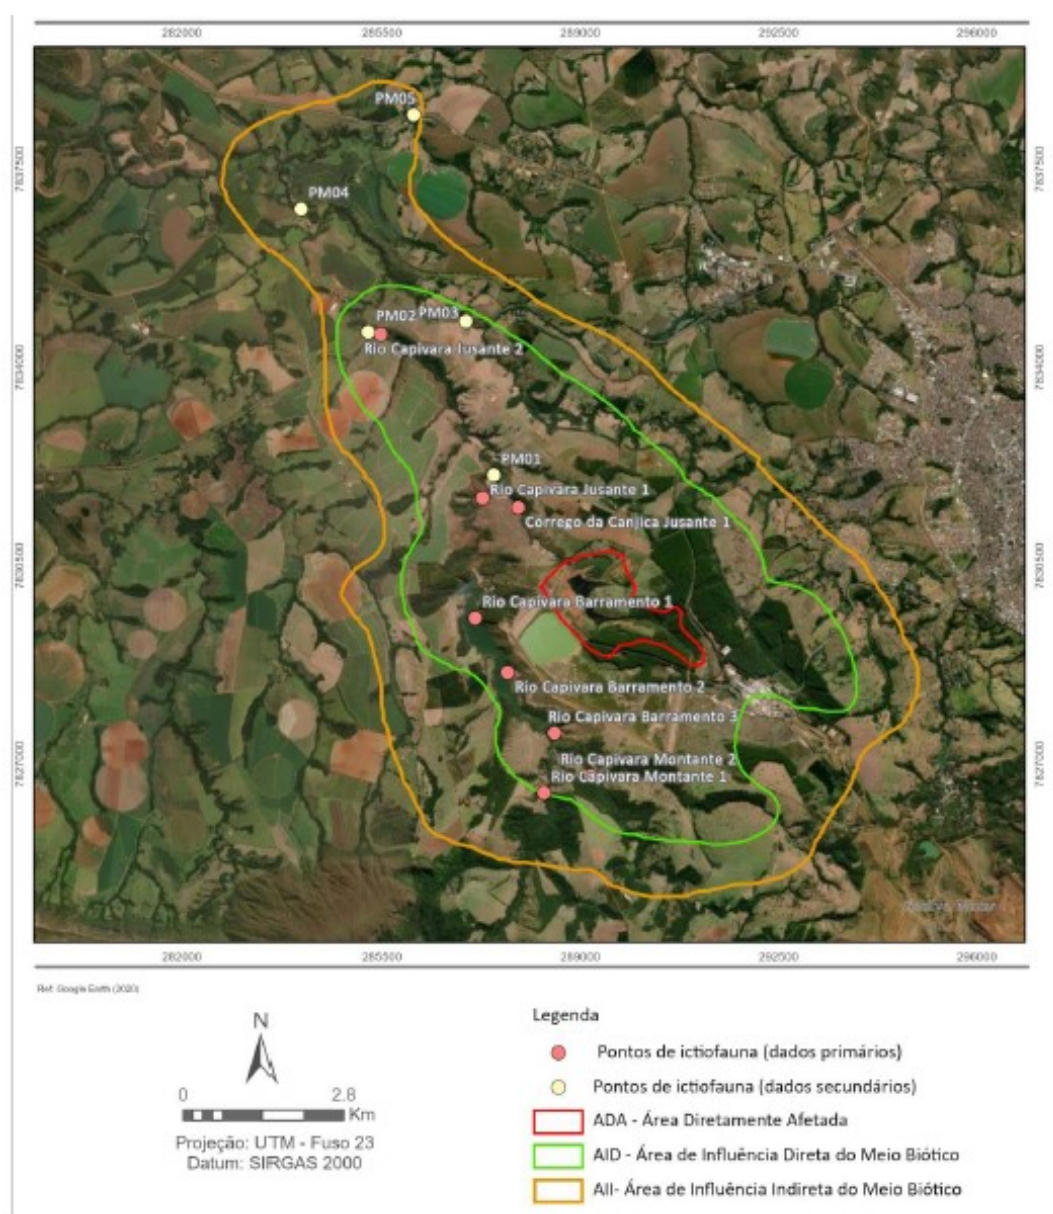 282000 285500 289000 292500 296000
7837500 7837500
7834000 7834000
7830500 7830500
7827000 7827000
PM05
PM04
PM02 PM03
Rio Capivara Jusante 2
PM01
Rio Capivara Jusante 1
Corrego da Canjica Jusante 1
Rio Capivara Barramento 1
Rio Capivara Barramento 2
Rio Capivara Barramento 3
Rio Capivara Montante 2
Rio Capivara Montante 1
282000 285500 289000 292500 296000
Ref: Google Earth (2020)
N
0 2.8
Km
Projeção: UTM - Fuso 23
Datum: SIRGAS 2000
Legenda
Pontos de ictiofauna (dados primários)
Pontos de ictiofauna (dados secundários)
ADA - Área Diretamente Afetada
AID - Área de Influência Direta do Meio Biótico
AII- Área de Influência Indireta do Meio Biótico